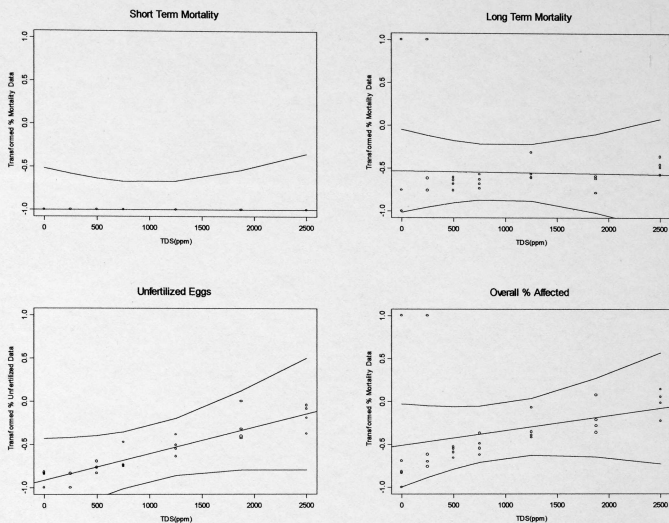 Short Term Mortality
Transformed % Mortality Data
1.0
0.5
0.0
-0.5
-1.0
0 500 1000 1500 2000 2500
TDS(ppm)
Long Term Mortality
Transformed % Mortality Data
1.0
0.5
0.0
-0.5
-1.0
0 500 1000 1500 2000 2500
TDS(ppm)
Unfertilized Eggs
Transformed % Unfertilized Data
1.0
0.5
0.0
-0.5
-1.0
0 500 1000 1500 2000 2500
TDS(ppm)
Overall % Affected
Transformed % Mortality Data
1.0
0.5
0.0
-0.5
-1.0
0 500 1000 1500 2000 2500
TDS(ppm)